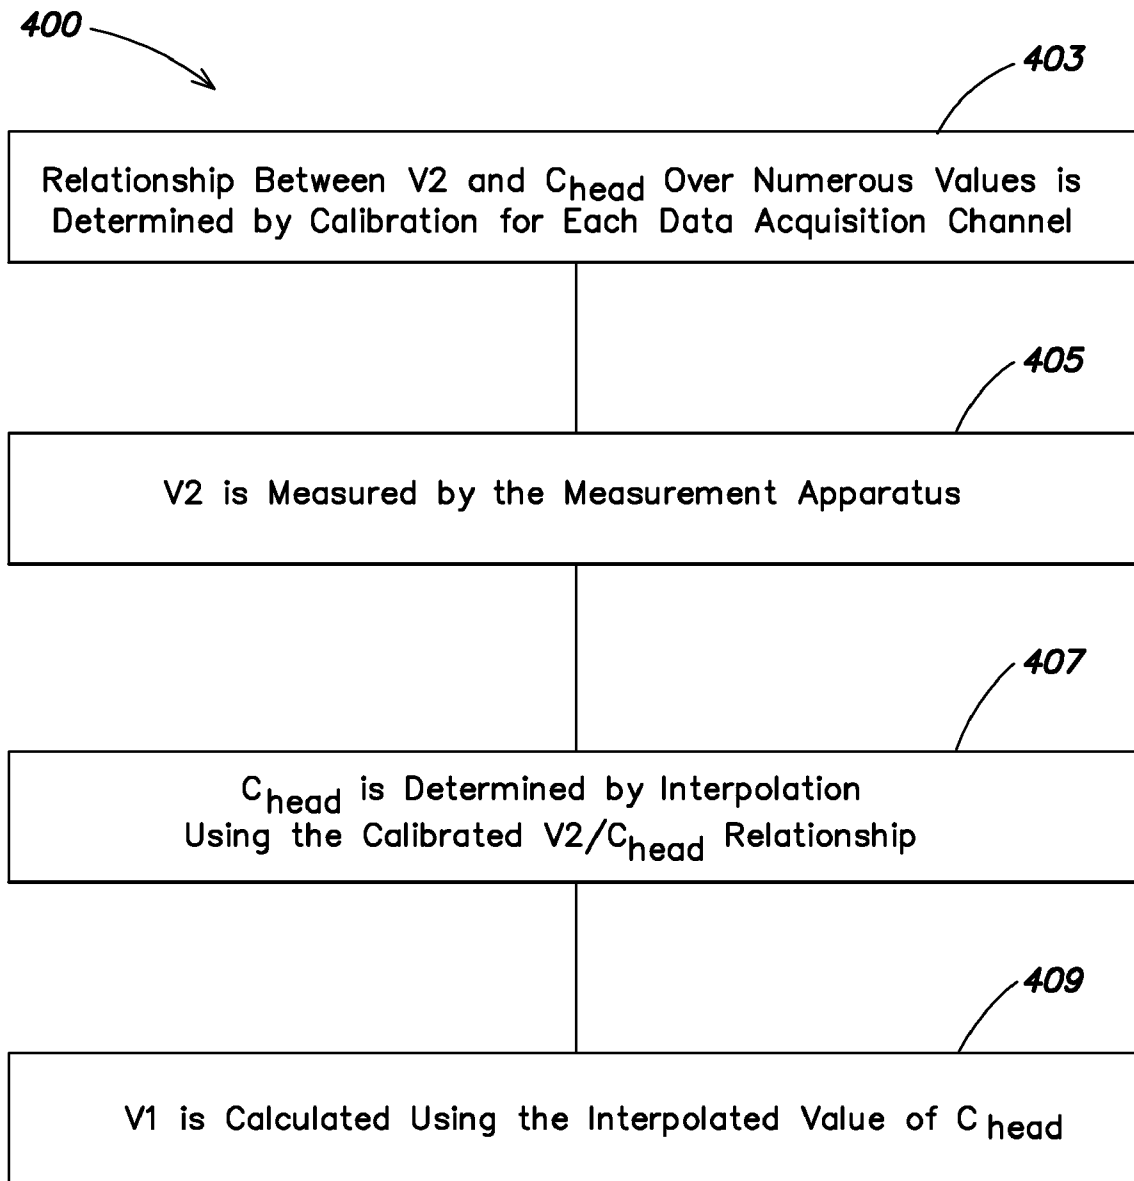 400
403
Relationship Between V2 and Chead Over Numerous Values is
Determined by Calibration for Each Data Acquisition Channel
405
V2 is Measured by the Measurement Apparatus
407
Chead is Determined by Interpolation
Using the Calibrated V2/Chead Relationship
409
V1 is Calculated Using the Interpolated Value of Chead